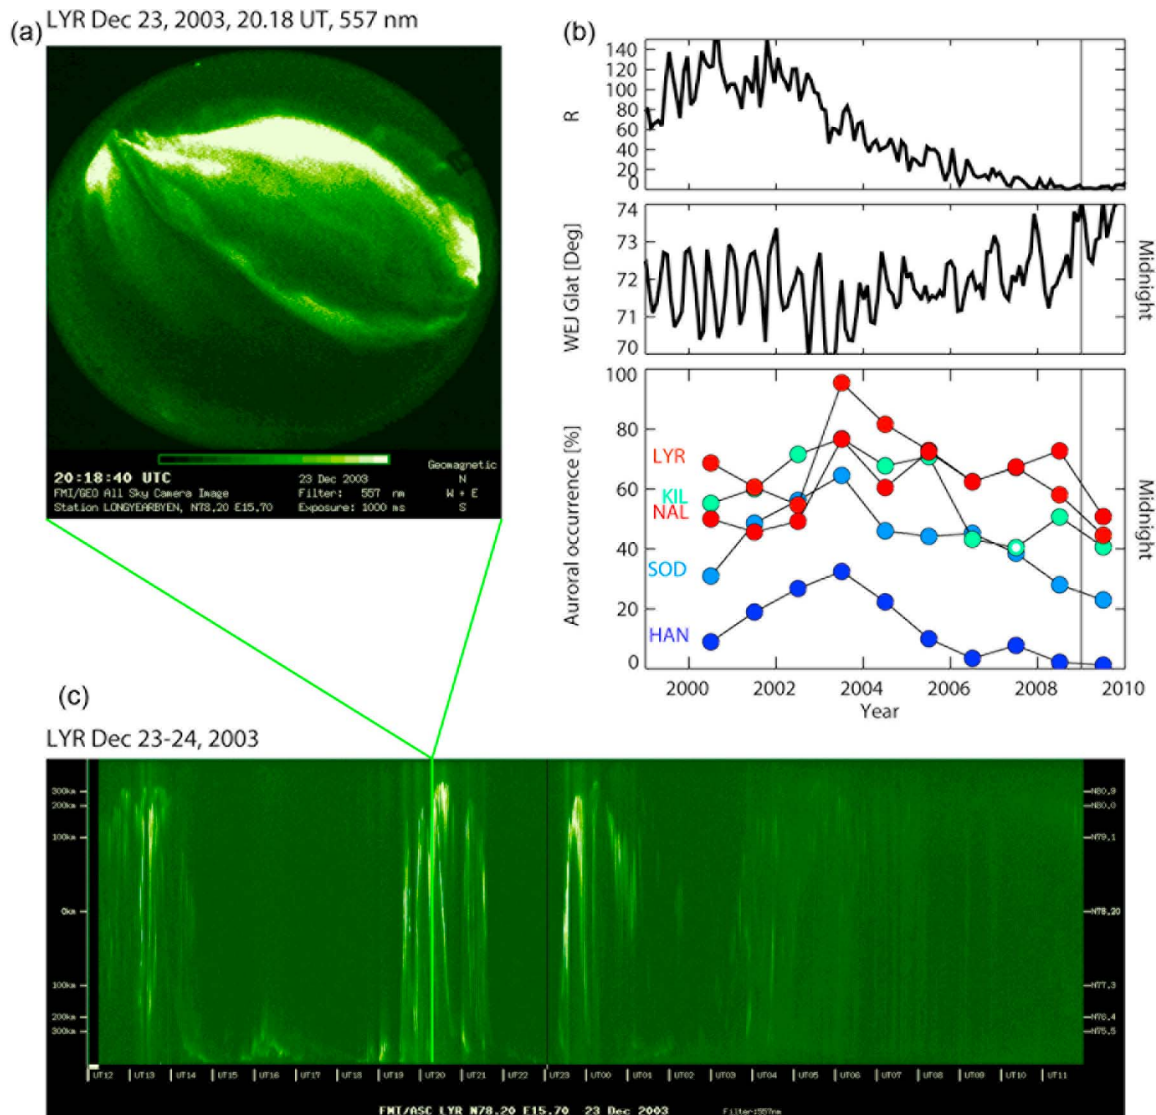 (a)
LYR Dec 23, 2003, 20.18 UT, 557 nm
20:18:40 UTC
23 Dec 2003
Geomagnetic
FMI/GEO All Sky Camera Image
Filter: 557 nm
N
W + E
S
Station LONGYEARBYEN, N78.20 E15.70
Exposure: 1000 ms
(b)
R
140
120
100
80
60
40
20
0
WEJ Glat [Deg]
74
73
72
71
70
Midnight
Auroral occurrence [%]
100
80
60
40
20
0
LYR
KIL
NAL
SOD
HAN
Midnight
2000 2002 2004 2006 2008 2010
Year
(c)
LYR Dec 23-24, 2003
300km
200km
100km
0km
100km
200km
300km
N80.9
N80.0
N79.1
N78.20
N77.3
N76.4
N75.5
UT12 UT13 UT14 UT15 UT16 UT17 UT18 UT19 UT20 UT21 UT22 UT23 UT00 UT01 UT02 UT03 UT04 UT05 UT06 UT07 UT08 UT09 UT10 UT11
FMI/ASC LYR N78.20 E15.70 23 Dec 2003 Filter:557nm